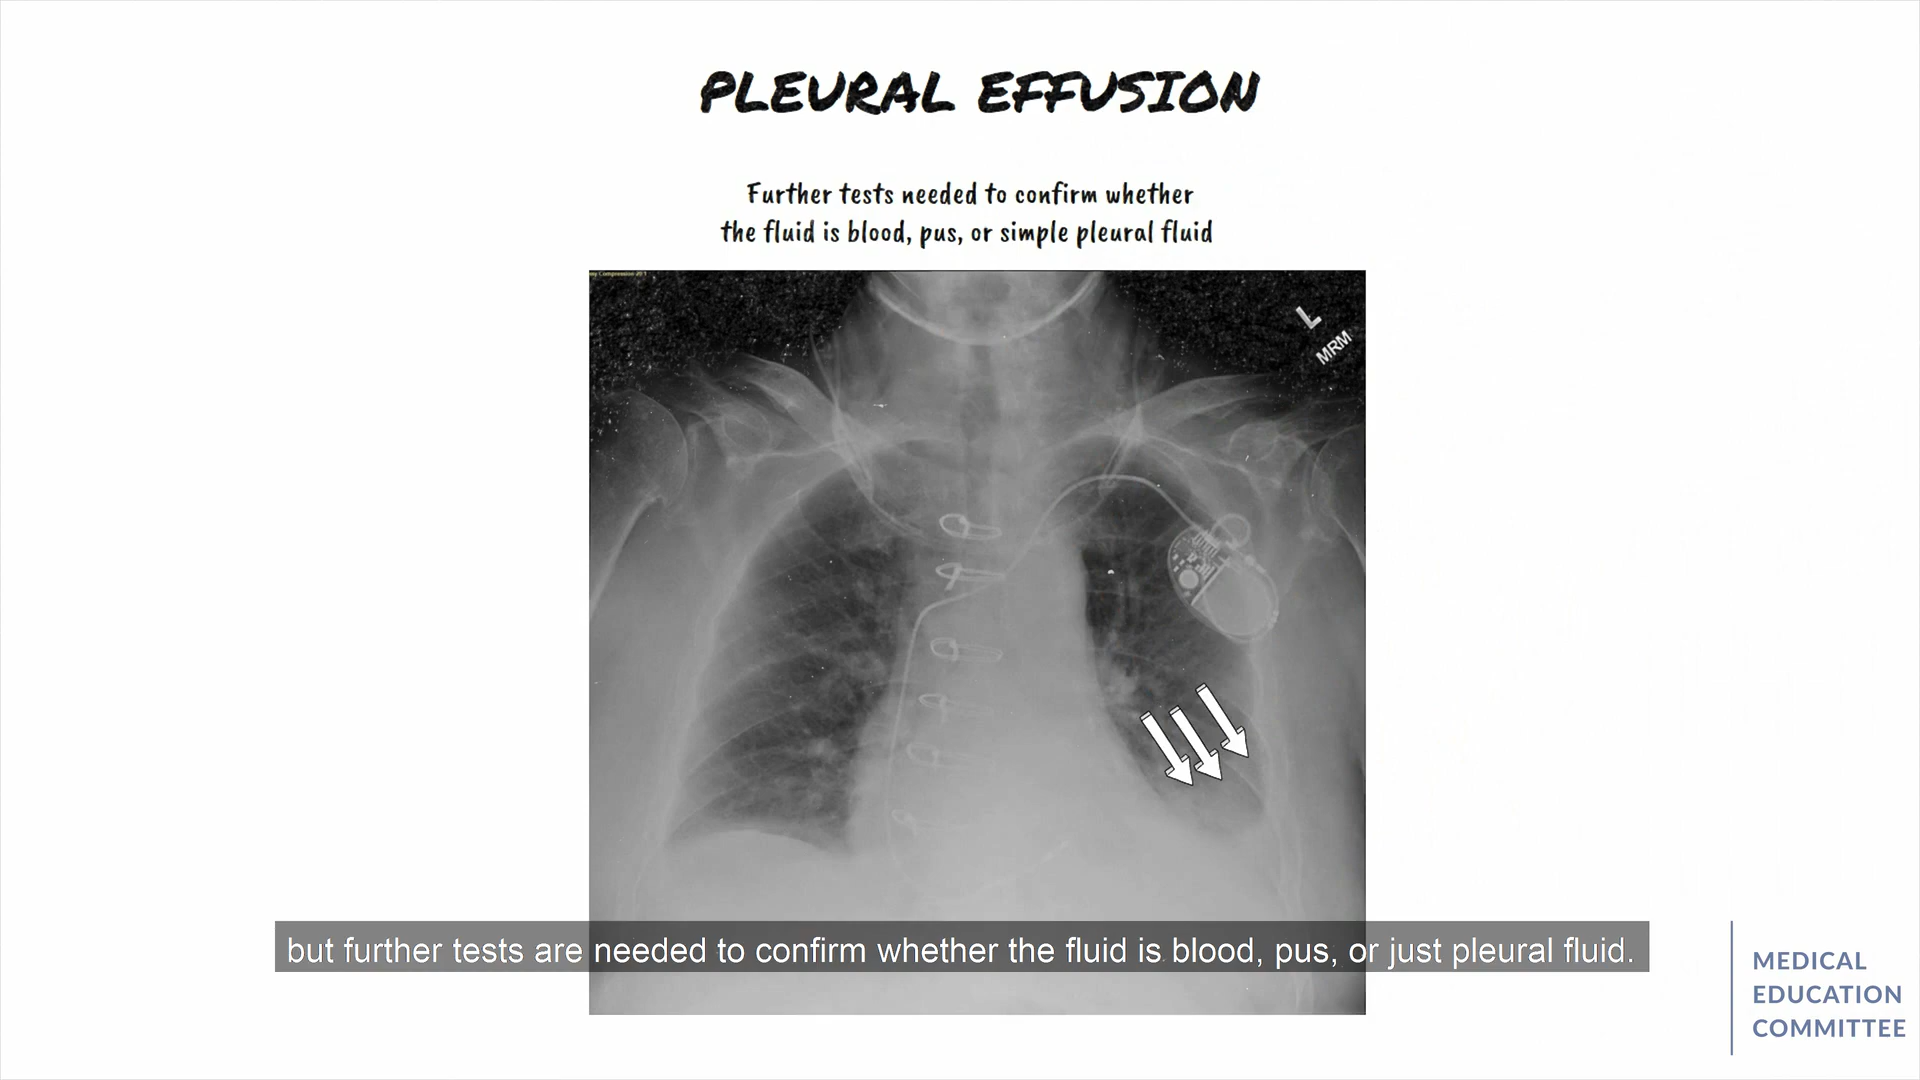 PLEURAL EFFUSION
Further tests needed to confirm whether
the fluid is blood, pus, or simple pleural fluid
L
MRM
but further tests are needed to confirm whether the fluid is blood, pus, or just pleural fluid.
MEDICAL
EDUCATION
COMMITTEE